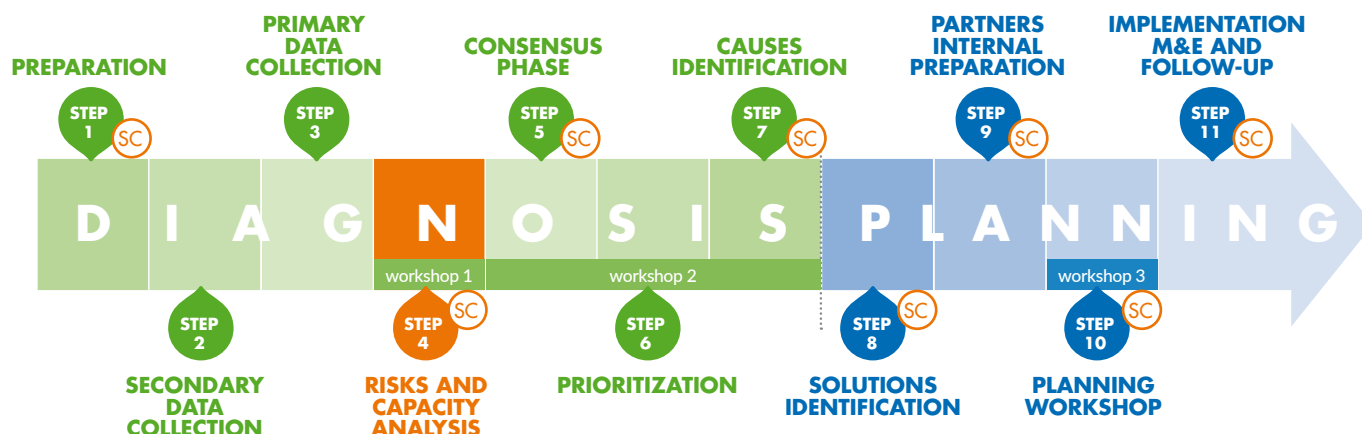 PREPARATION
STEP
1
SC
PRIMARY
DATA
COLLECTION
STEP
3
CONSENSUS
PHASE
STEP
5
SC
CAUSES
IDENTIFICATION
STEP
7
SC
PARTNERS
INTERNAL
PREPARATION
STEP
9
SC
IMPLEMENTATION
M&E AND
FOLLOW-UP
STEP
11
SC
DIAGNOSIS PLANNING
workshop 1
workshop 2
workshop 3
STEP
2
SECONDARY
DATA
COLLECTION
STEP
4
SC
RISKS AND
CAPACITY
ANALYSIS
STEP
6
PRIORITIZATION
STEP
8
SC
SOLUTIONS
IDENTIFICATION
STEP
10
SC
PLANNING
WORKSHOP